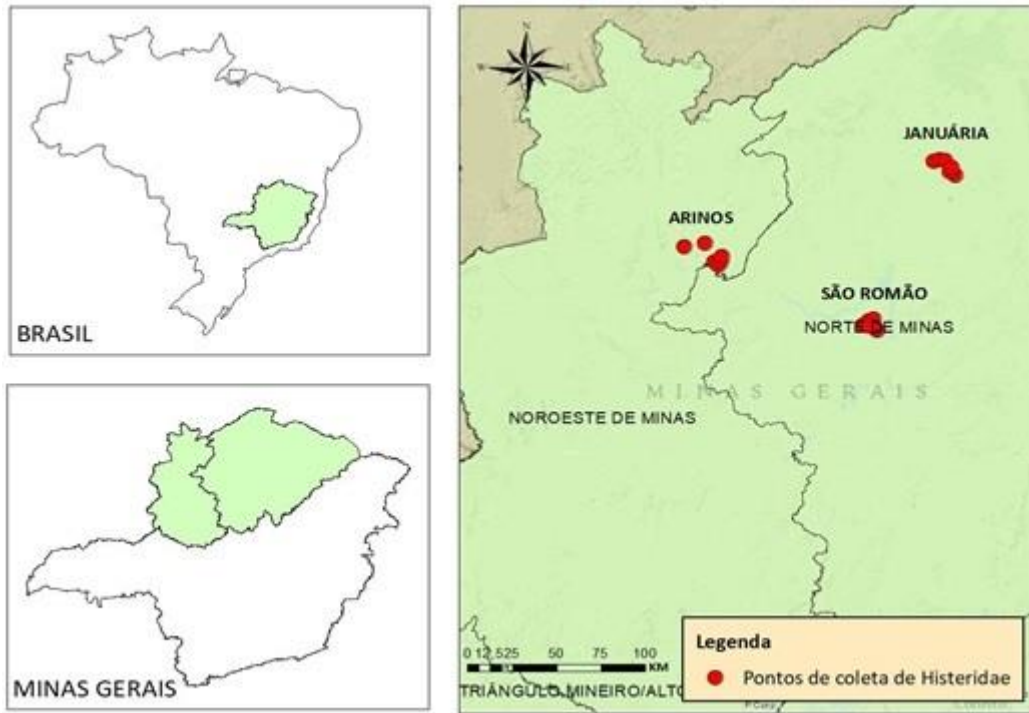 BRASIL
MINAS GERAIS
N
W
E
S
JANUÁRIA
ARINOS
SÃO ROMÃO
NORTE DE MINAS
MINAS GERAIS
NOROESTE DE MINAS
Legenda
Pontos de coleta de Histeridae
0 12,525 50 75 100
KM
TRIÂNGULO MINEIRO/ALTO